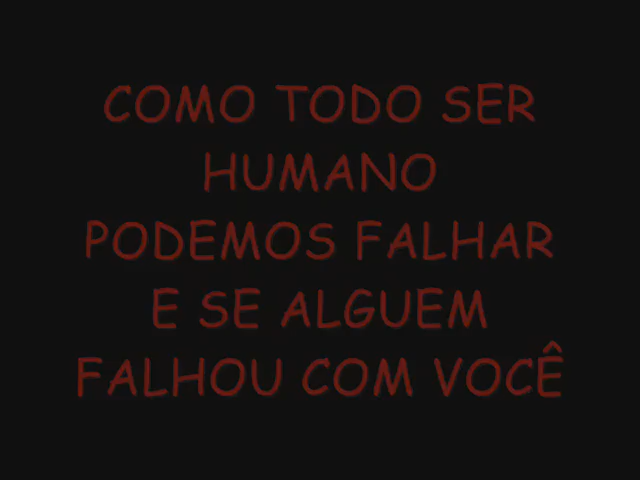 COMO TODO SER
HUMANO
PODEMOS FALHAR
E SE ALGUEM
FALHOU COM VOCÊ